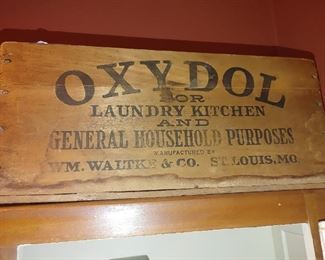 OXYDOL
FOR
LAUNDRY KITCHEN
AND
GENERAL HOUSEHOLD PURPOSES
MANUFACTURED BY
WM. WALTKE & CO. ST. LOUIS, MO.